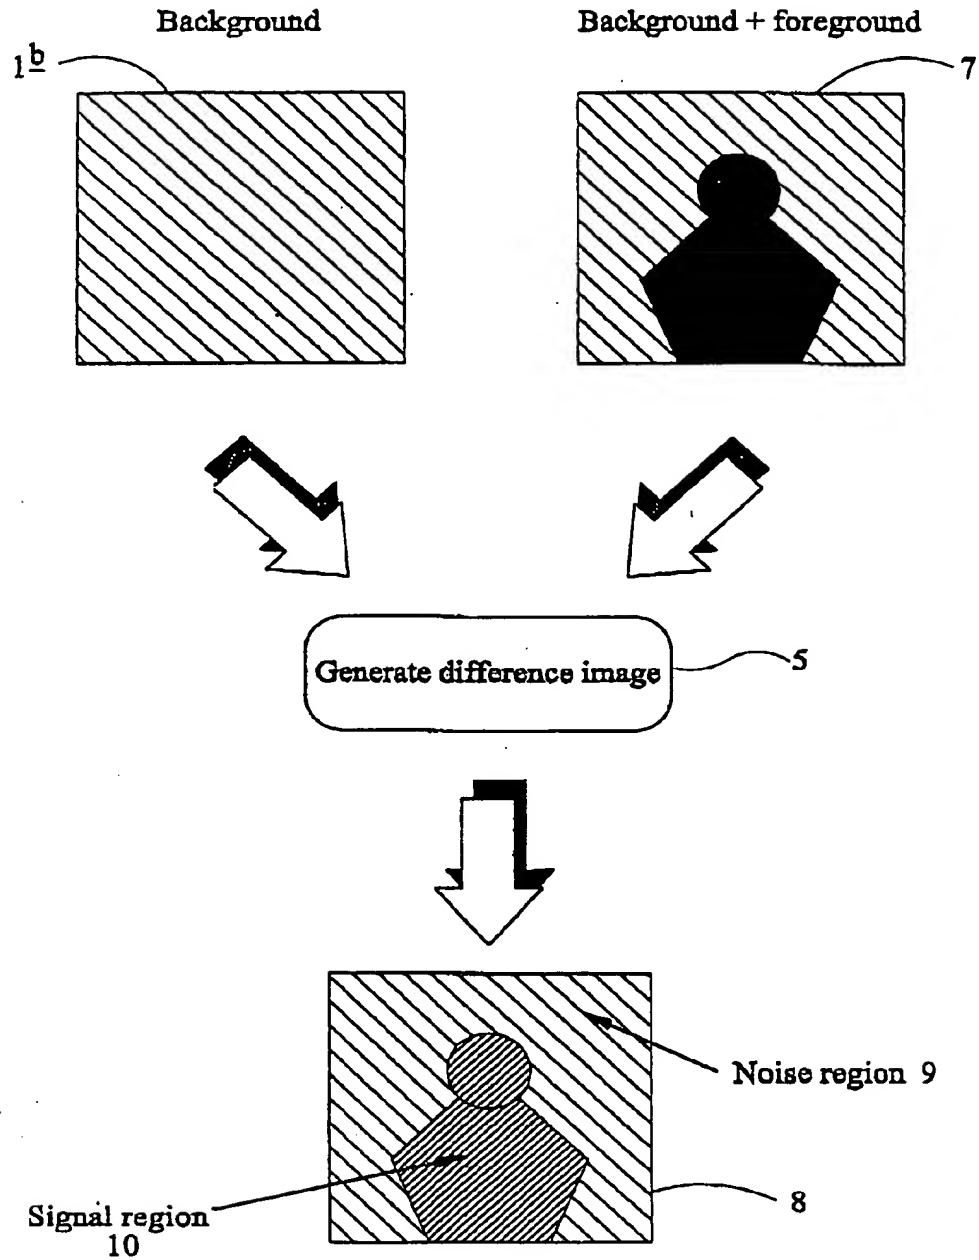 Background
Background + foreground
1b
7
Generate difference image
5
Noise region 9
8
Signal region
10